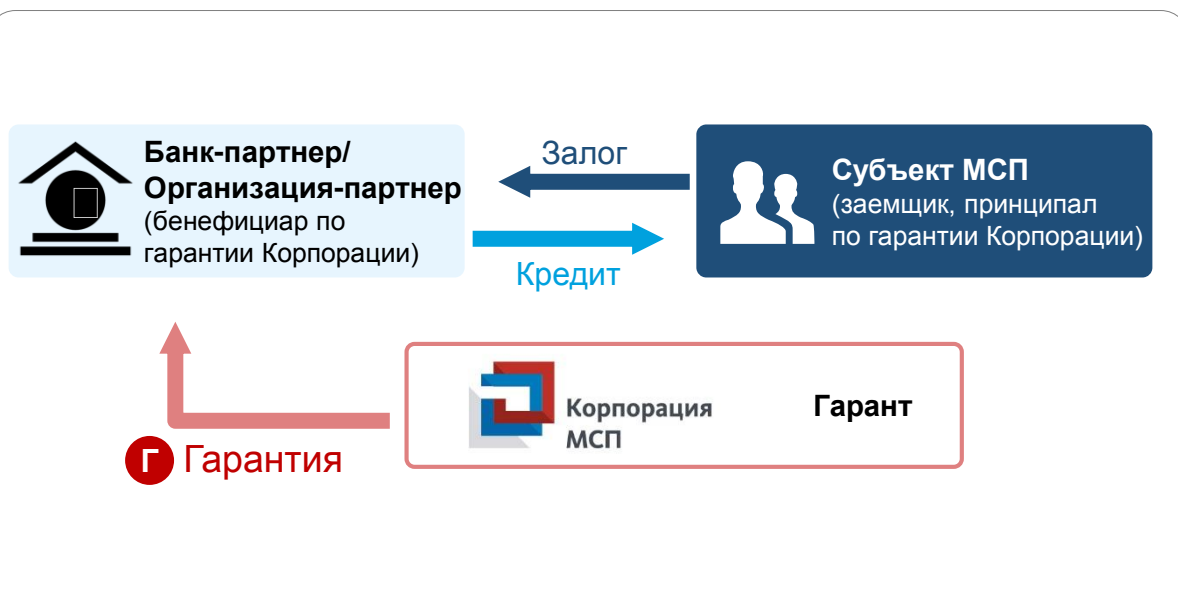 Банк-партнер/
Организация-партнер
(бенефициар по
гарантии Корпорации)
Залог
Кредит
Субъект МСП
(заемщик, принципал
по гарантии Корпорации)
Г Гарантия
Корпорация
МСП
Гарант